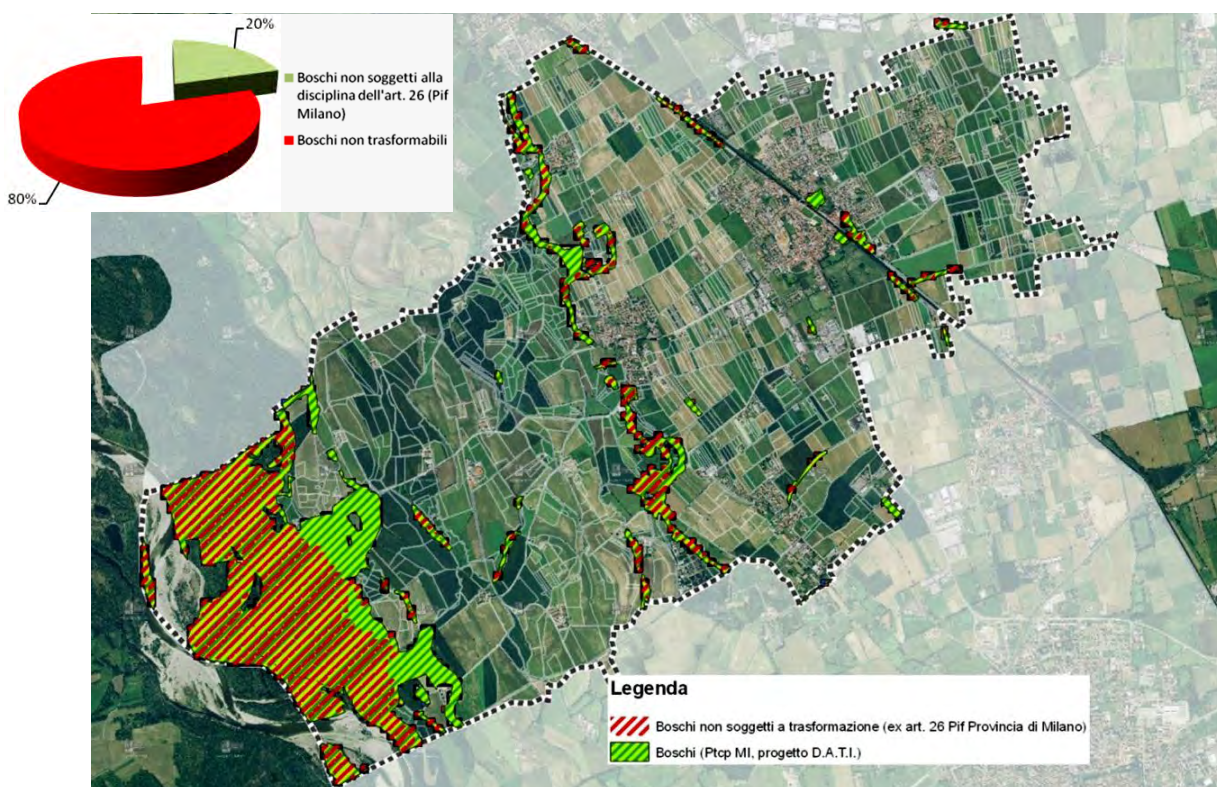 20%
Boschi non soggetti alla
disciplina dell'art. 26 (Pif
Milano)
Boschi non trasformabili
80%
Legenda
Boschi non soggetti a trasformazione (ex art. 26 Pif Provincia di Milano)
Boschi (Ptcp MI, progetto D.A.T.I.)